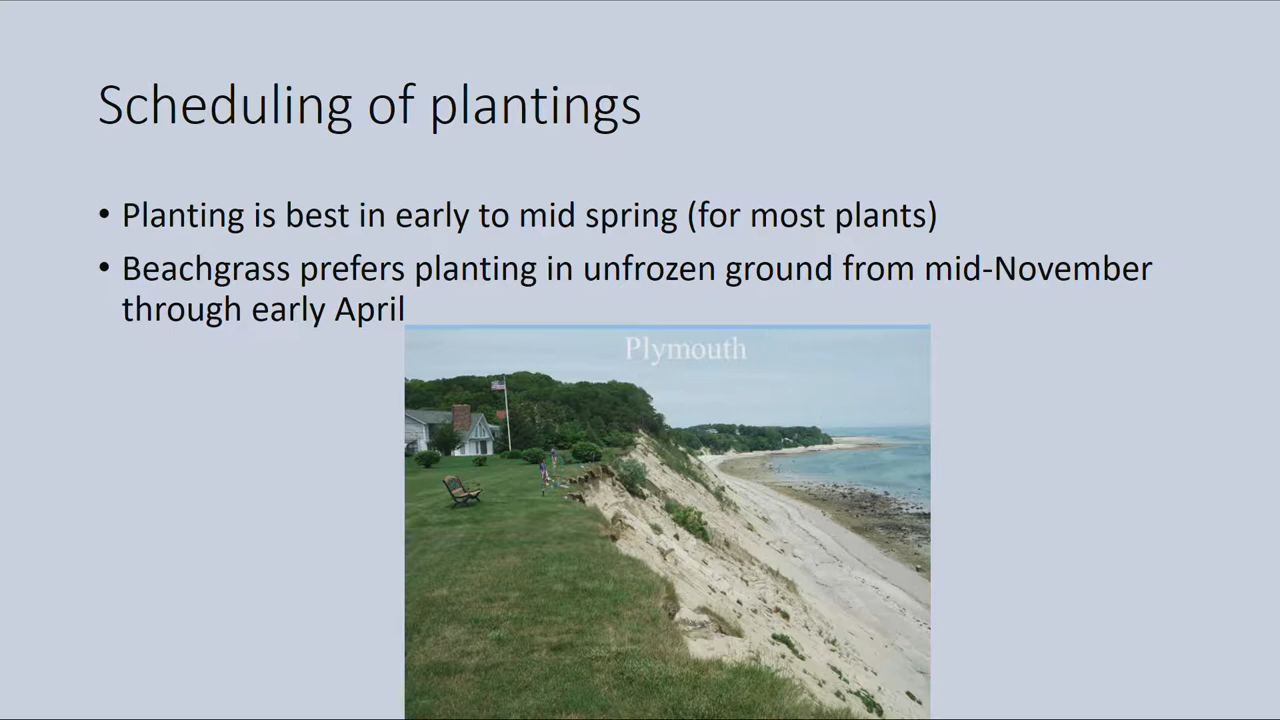 Scheduling of plantings
• Planting is best in early to mid spring (for most plants)
• Beachgrass prefers planting in unfrozen ground from mid-November
through early April
Plymouth